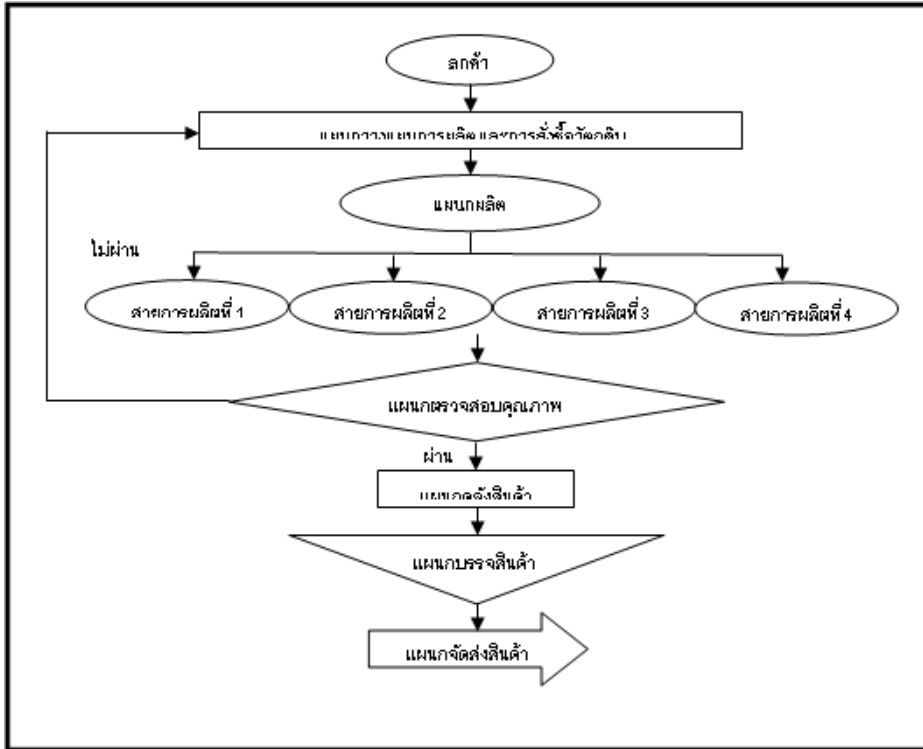 ลกค้า
แผนกวางแผนการผลิตและการสั่งซื้อวัตถุดิบ
แผนกผลิต
ไม่ผ่าน
สายการผลิตที่ 1 สายการผลิตที่ 2 สายการผลิตที่ 3 สายการผลิตที่ 4
แผนกตรวจสอบคุณภาพ
ผ่าน
แผนกคลังสินค้า
แผนกบรรจสินค้า
แผนกจัดส่งสินค้า